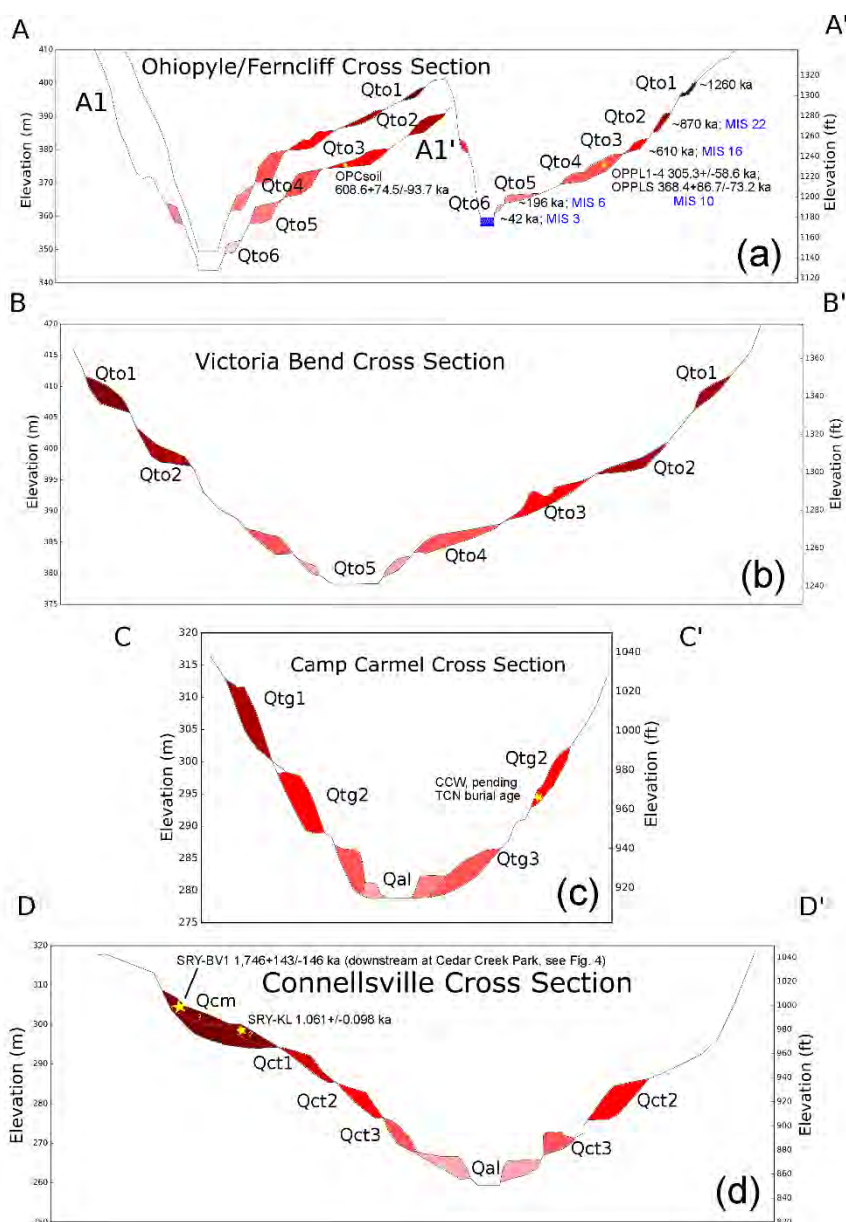 A
A'
Ohiopyle/Ferncliff Cross Section
A1
Qto1
Qto2
Qto3
Qto4
Qto5
Qto6
A1'
OPCsoil
608.6+74.5/-93.7 ka
Qto1
~1260 ka
Qto2
~870 ka; MIS 22
Qto3
~610 ka; MIS 16
Qto4
OPPL1-4 305.3+/-58.6 ka;
OPPLS 368.4+86.7/-73.2 ka
MIS 10
Qto5
~196 ka; MIS 6
Qto6
~42 ka; MIS 3
Elevation (m)
410
400
390
380
370
360
350
340
Elevation (ft)
1320
1300
1280
1260
1240
1220
1200
1180
1160
1140
1120
(a)
B
B'
Victoria Bend Cross Section
Qto1
Qto2
Qto5
Qto4
Qto3
Qto2
Qto1
Elevation (m)
420
415
410
405
400
395
390
385
380
375
Elevation (ft)
1360
1340
1320
1300
1280
1260
1240
(b)
C
C'
Camp Carmel Cross Section
Qtg1
Qtg2
Qtg2
CCW, pending
TCN burial age
Qtg3
Qal
Elevation (m)
320
315
310
305
300
295
290
285
280
275
Elevation (ft)
1040
1020
1000
980
960
940
920
(c)
D
D'
SRY-BV1 1,746+143/-146 ka (downstream at Cedar Creek Park, see Fig. 4)
Connellsville Cross Section
Qcm
?
SRY-KL 1.061+/-0.098 ka
?
Qct1
Qct2
Qct3
Qal
Qct3
Qct2
Elevation (m)
320
310
300
290
280
270
260
250
Elevation (ft)
1040
1020
1000
980
960
940
920
900
880
860
840
820
(d)